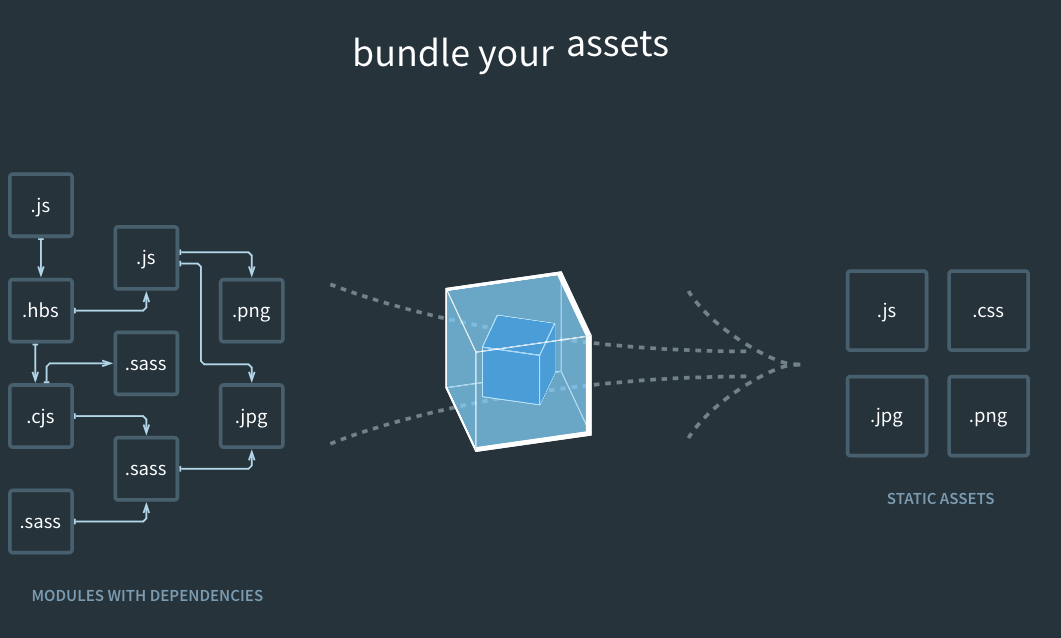 bundle your assets
.js
.js
.hbs
.png
.sass
.cjs
.jpg
.sass
.sass
MODULES WITH DEPENDENCIES
.js
.css
.jpg
.png
STATIC ASSETS